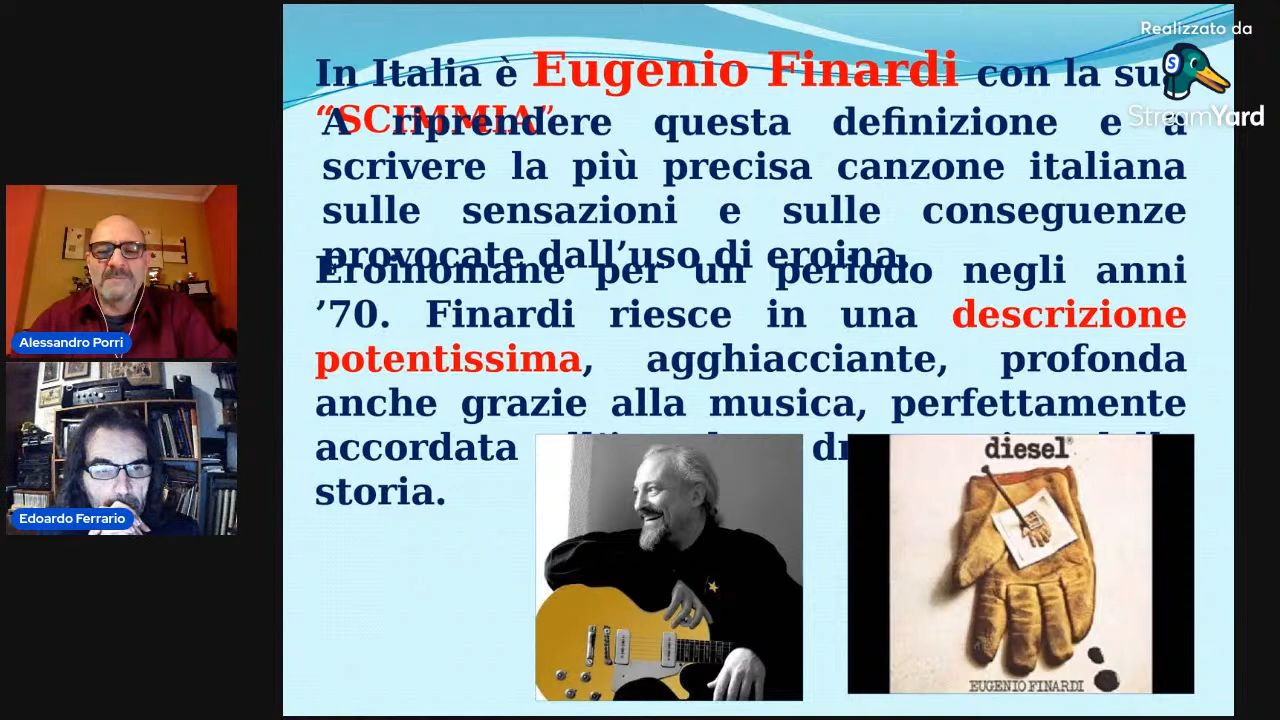 In Italia è Eugenio Finardi con la su
“SCIMMIA”
A riprendere questa definizione e a
scrivere la più precisa canzone italiana
sulle sensazioni e sulle conseguenze
provocate dall’uso di eroina.
Eroinomane per un periodo negli anni
’70. Finardi riesce in una descrizione
potentissima, agghiacciante, profonda
anche grazie alla musica, perfettamente
accordata
storia.
diesel
EUGENIO FINARDI
Alessandro Porri
Edoardo Ferrario
Realizzato da
StreamYard